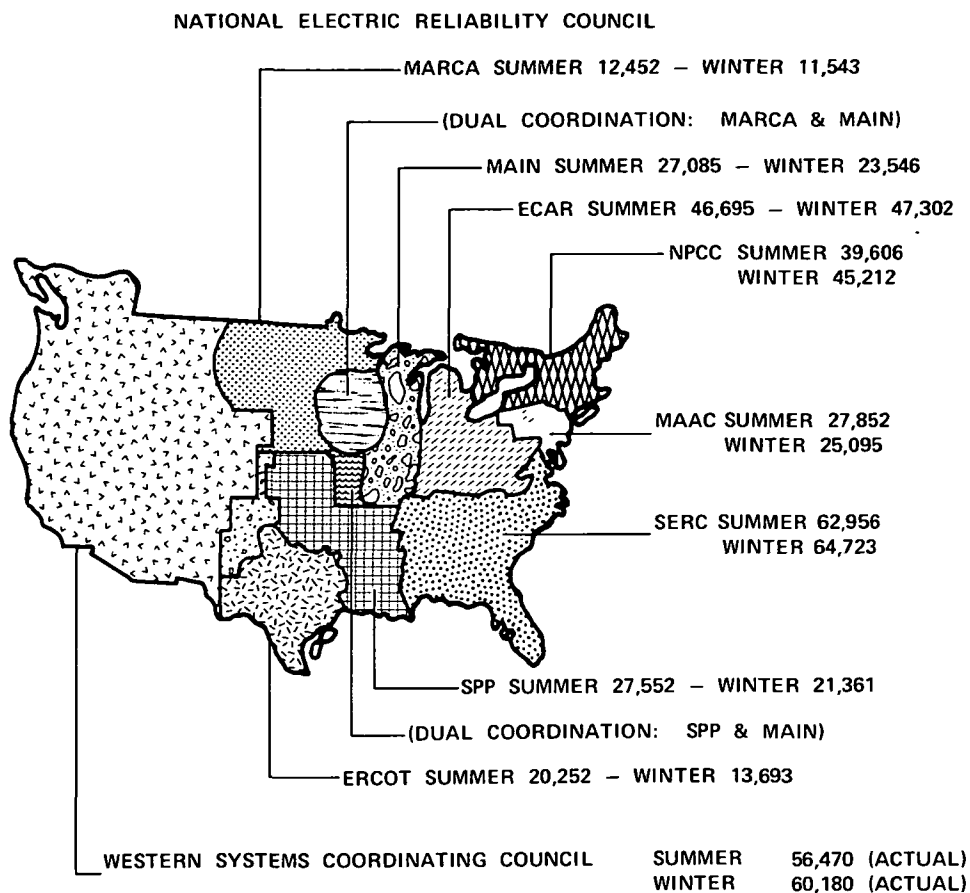 NATIONAL ELECTRIC RELIABILITY COUNCIL
MARCA SUMMER 12,452 – WINTER 11,543
(DUAL COORDINATION: MARCA & MAIN)
MAIN SUMMER 27,085 – WINTER 23,546
ECAR SUMMER 46,695 – WINTER 47,302
NPCC SUMMER 39,606
WINTER 45,212
MAAC SUMMER 27,852
WINTER 25,095
SERC SUMMER 62,956
WINTER 64,723
SPP SUMMER 27,552 – WINTER 21,361
(DUAL COORDINATION: SPP & MAIN)
ERCOT SUMMER 20,252 – WINTER 13,693
WESTERN SYSTEMS COORDINATING COUNCIL SUMMER 56,470 (ACTUAL)
WINTER 60,180 (ACTUAL)